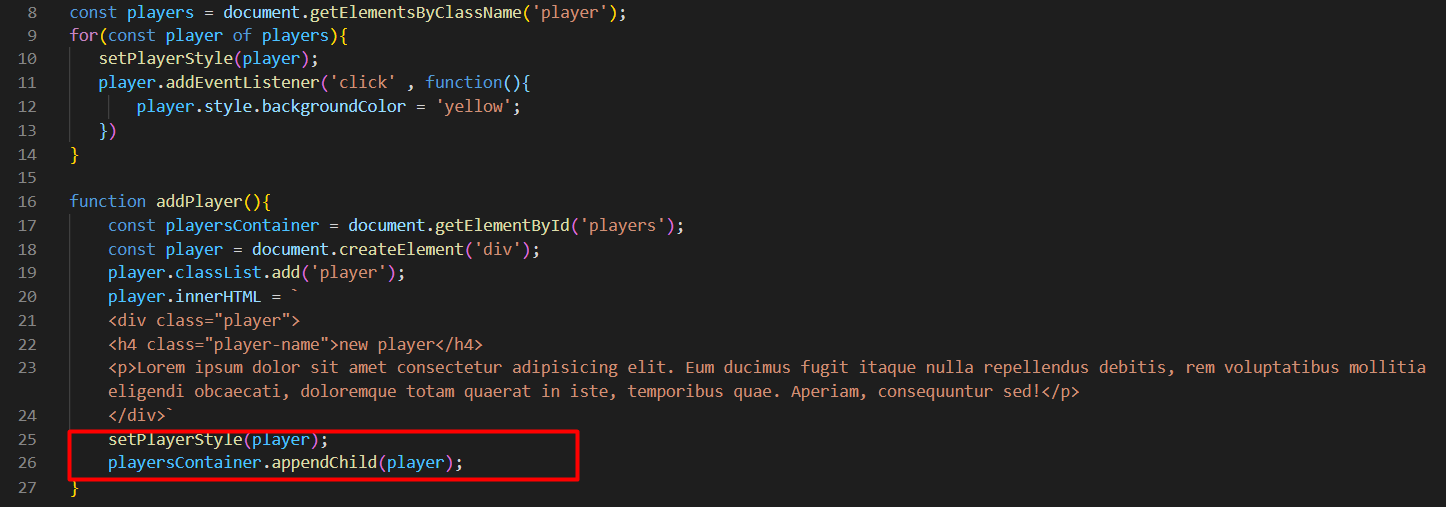 8 const players = document.getElementsByClassName('player');
9 for(const player of players){
10 setPlayerStyle(player);
11 player.addEventListener('click' , function(){
12 player.style.backgroundColor = 'yellow';
13 })
14 }
15
16 function addPlayer(){
17 const playersContainer = document.getElementById('players');
18 const player = document.createElement('div');
19 player.classList.add('player');
20 player.innerHTML = `
21 <div class="player">
22 <h4 class="player-name">new player</h4>
23 <p>Lorem ipsum dolor sit amet consectetur adipisicing elit. Eum ducimus fugit itaque nulla repellendus debitis, rem voluptatibus mollitia
eligendi obcaecati, doloremque totam quaerat in iste, temporibus quae. Aperiam, consequuntur sed!</p>
24 </div>`
25 setPlayerStyle(player);
26 playersContainer.appendChild(player);
27 }